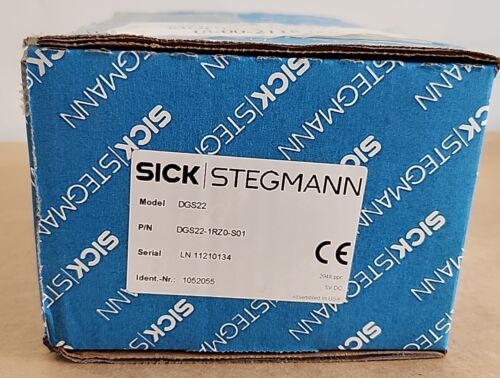 SICK|STEGMANN
Model DGS22
P/N DGS22-1RZ0-S01
Serial LN 11210134
Ident.-Nr.: 1052055
CE
2048 ppr
5V DC
Assembled in USA
SICK|STEGMANN
SICK|STEGMANN
SICK|STEGMANN